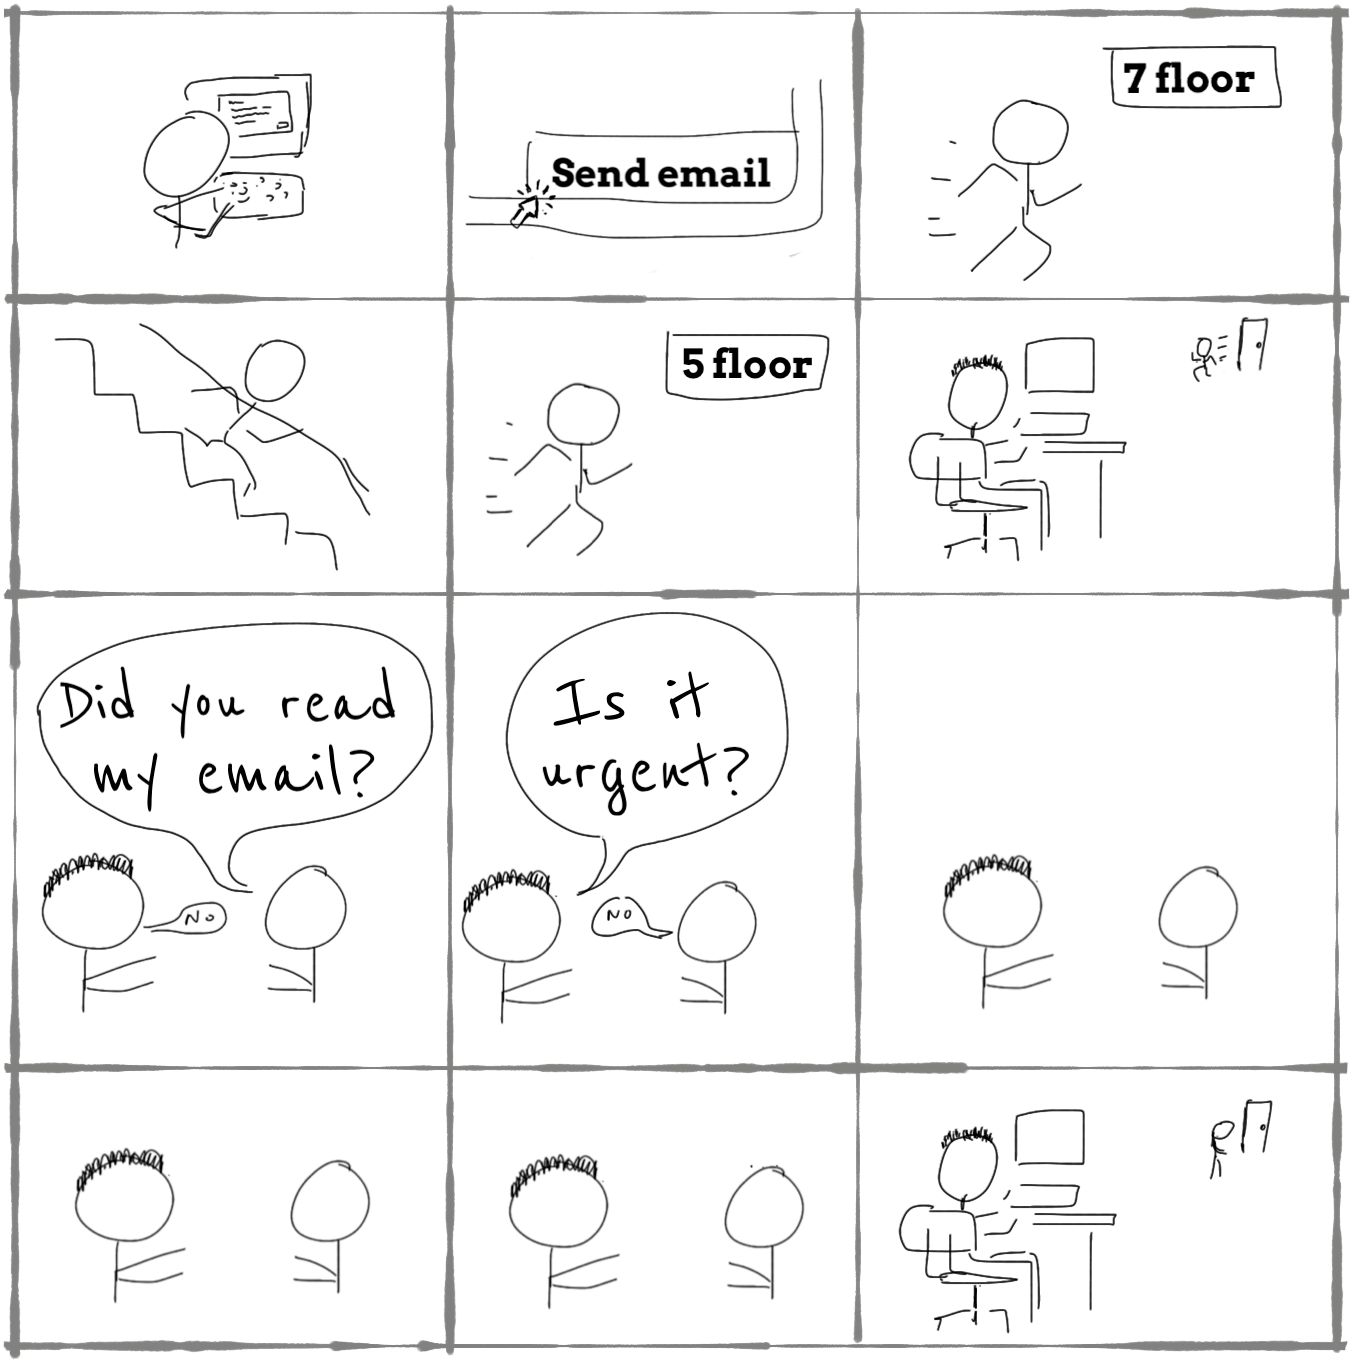 Send email
7 floor
5 floor
Did you read
my email?
No
Is it
urgent?
No